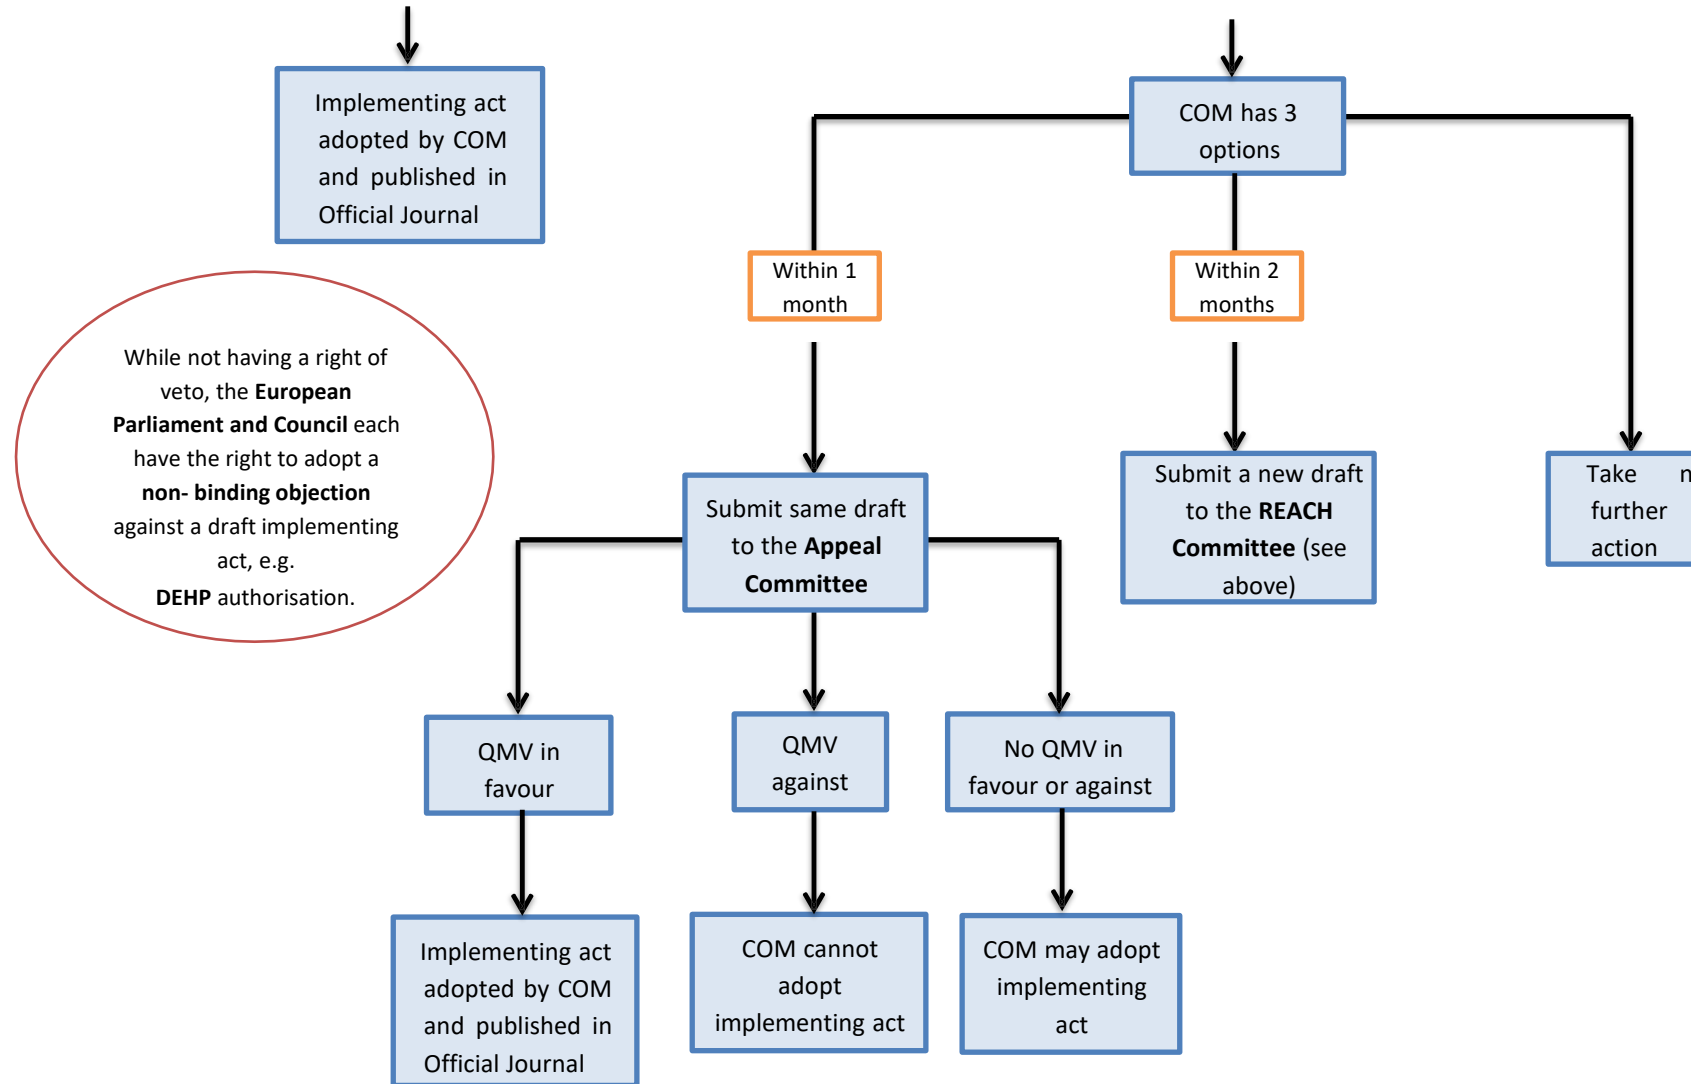 Implementing act
adopted by COM
and published in
Official Journal
COM has 3
options
Within 1
month
Within 2
months
While not having a right of
veto, the European
Parliament and Council each
have the right to adopt a
non- binding objection
against a draft implementing
act, e.g.
DEHP authorisation.
Submit same draft
to the Appeal
Committee
Submit a new draft
to the REACH
Committee (see
above)
Take
further
action
QMV in
favour
QMV
against
No QMV in
favour or against
Implementing act
adopted by COM
and published in
Official Journal
COM cannot
adopt
implementing act
COM may adopt
implementing
act